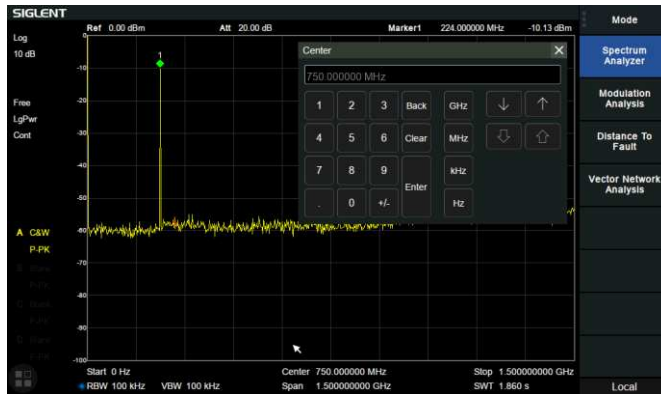 SIGLENT
Ref 0.00 dBm Att 20.00 dB Marker1 224.000000 MHz -10.13 dBm
Log
10 dB
Free
LgPwr
Cont
A C&W
P-PK
0
-10
-20
-30
-40
-50
-60
-70
-80
-90
-100
1
Center
750.000000 MHz
1 2 3 Back GHz
4 5 6 Clear MHz
7 8 9 Enter kHz
. 0 +/- Hz
Start 0 Hz Center 750.000000 MHz Stop 1.500000000 GHz
RBW 100 kHz VBW 100 kHz Span 1.500000000 GHz SWT 1.860 s
Mode
Spectrum
Analyzer
Modulation
Analysis
Distance To
Fault
Vector Network
Analysis
Local